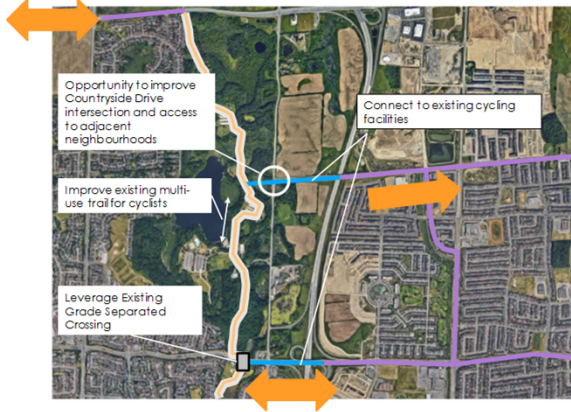 Opportunity to improve
Countryside Drive
intersection and access
to adjacent
neighbourhoods
Connect to existing cycling
facilities
Improve existing multi-
use trail for cyclists
Leverage Existing
Grade Separated
Crossing